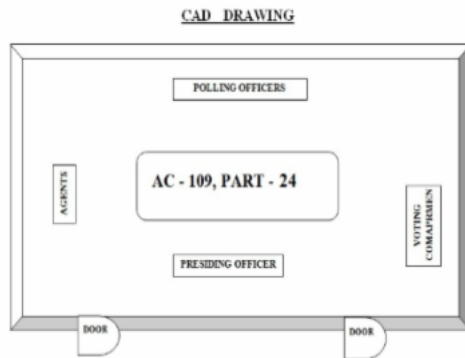 CAD DRAWING
POLLING OFFICERS
AC - 109, PART - 24
AGENTS
VOTING
COMAPRMEN
PRESIDING OFFICER
DOOR
DOOR